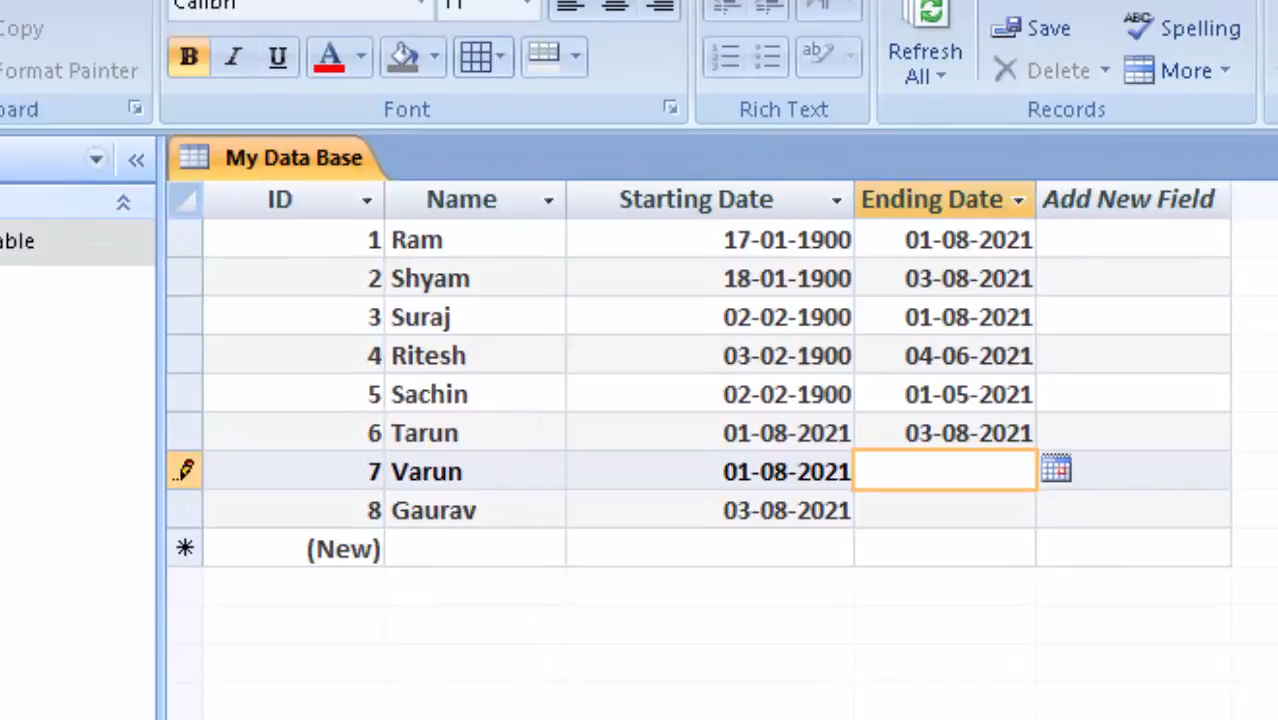 Calibri 11
Copy
Format Painter
B I U A
ab
Refresh
All
Save
Delete
Spelling
More
ABC
Font
Rich Text
Records
My Data Base
ID Name Starting Date Ending Date Add New Field
1 Ram 17-01-1900 01-08-2021
2 Shyam 18-01-1900 03-08-2021
3 Suraj 02-02-1900 01-08-2021
4 Ritesh 03-02-1900 04-06-2021
5 Sachin 02-02-1900 01-05-2021
6 Tarun 01-08-2021 03-08-2021
7 Varun 01-08-2021
8 Gaurav 03-08-2021
(New)